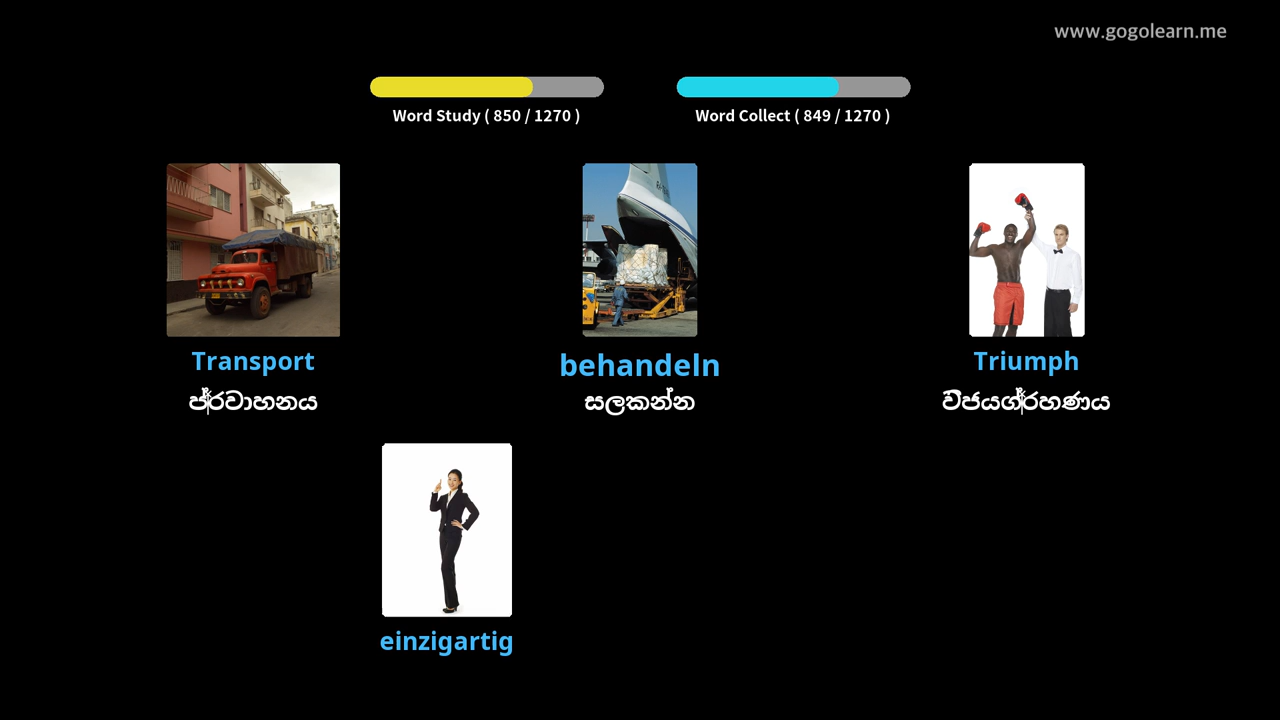 www.gogolearn.me
Word Study ( 850 / 1270 )
Word Collect ( 849 / 1270 )
Transport
ප්‍රවාහනය
behandeln
සලකන්න
Triumph
විජයග්‍රහණය
einzigartig